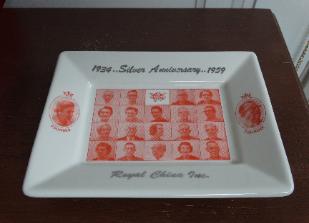 1934..Silver Anniversary..1959
Royal China Inc.